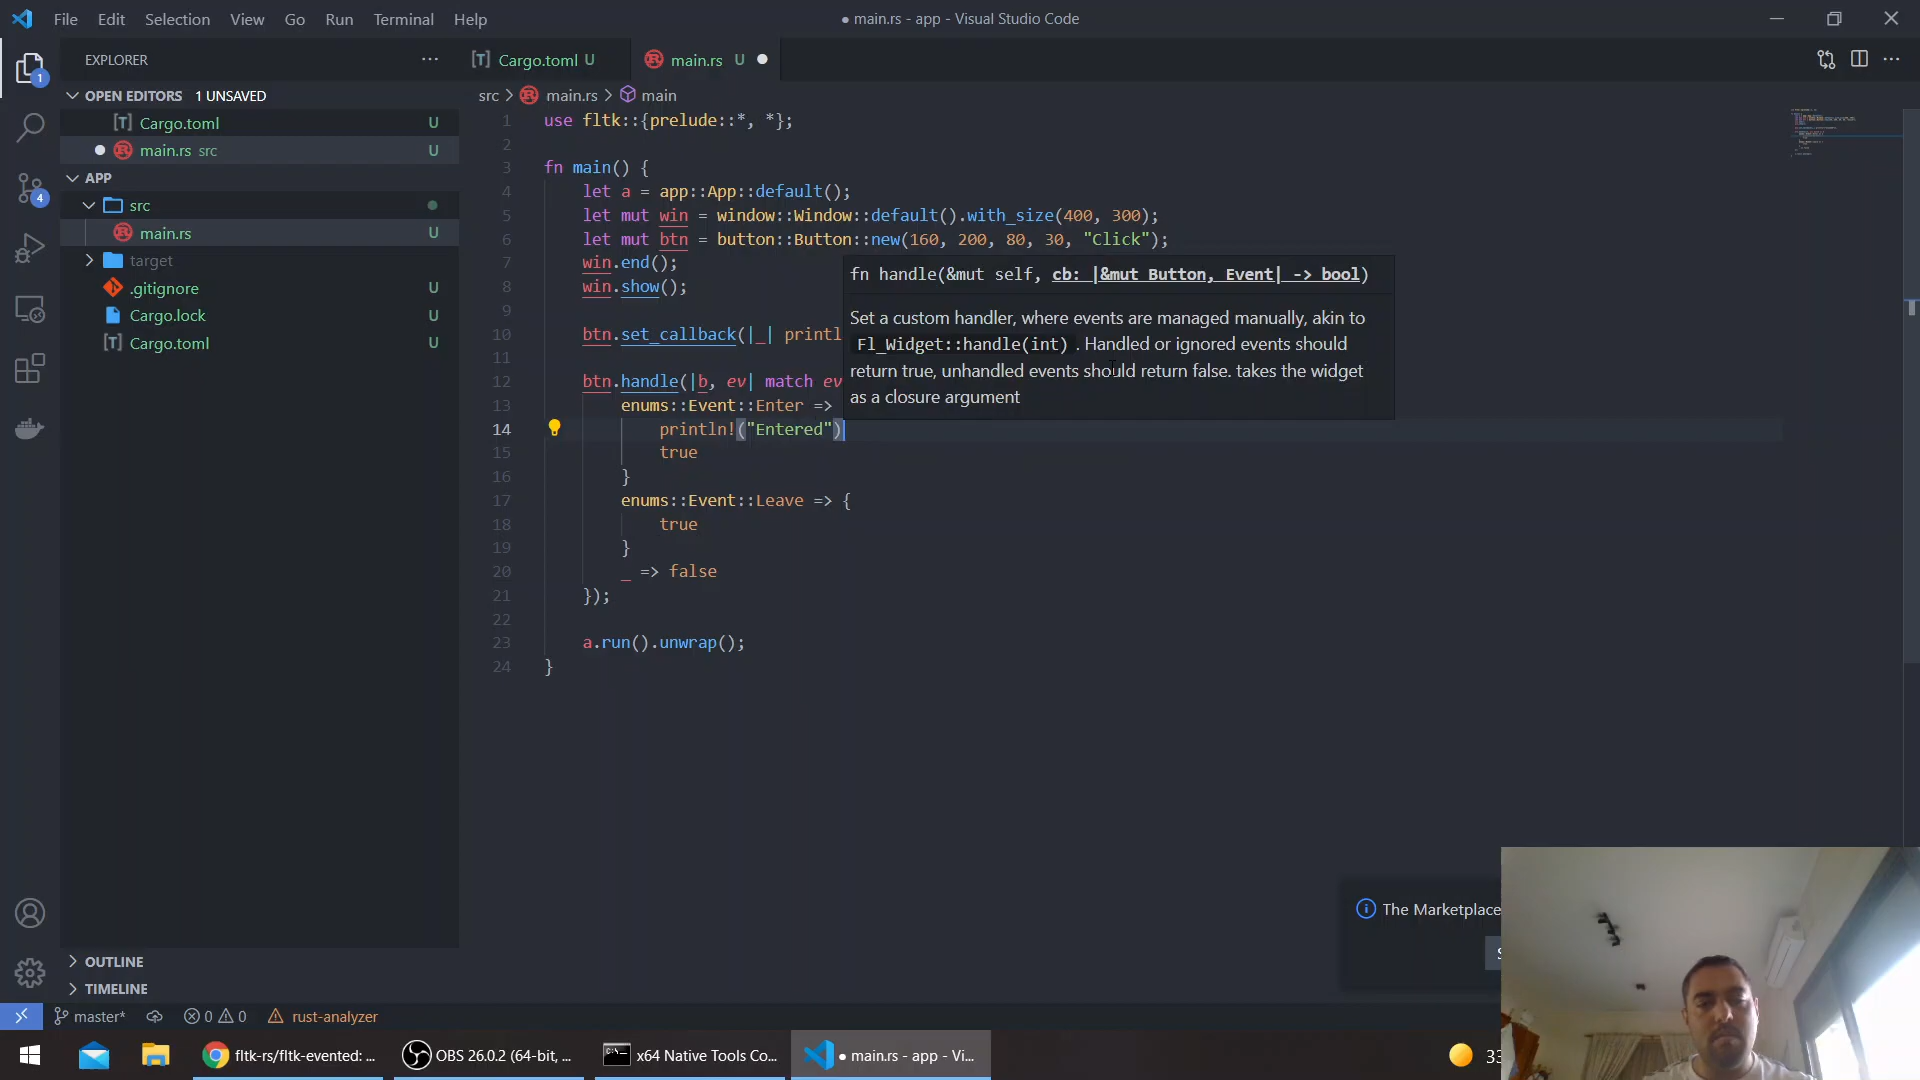 File Edit Selection View Go Run Terminal Help
● main.rs - app - Visual Studio Code
EXPLORER
OPEN EDITORS 1 UNSAVED
Cargo.toml U
main.rs src U
APP
src
main.rs U
target
.gitignore U
Cargo.lock U
Cargo.toml U
OUTLINE
TIMELINE
1
4
Cargo.toml U
main.rs U
src > main.rs > main
1 use fltk::{prelude::*, *};
2
3 fn main() {
4 let a = app::App::default();
5 let mut win = window::Window::default().with_size(400, 300);
6 let mut btn = button::Button::new(160, 200, 80, 30, "Click");
7 win.end();
8 win.show();
9
10 btn.set_callback(|_| printl
11
12 btn.handle(|b, ev| match ev
13 enums::Event::Enter =>
14 println!("Entered")
15 true
16 }
17 enums::Event::Leave => {
18 true
19 }
20 _ => false
21 });
22
23 a.run().unwrap();
24 }
fn handle(&mut self, cb: |&mut Button, Event| -> bool)
Set a custom handler, where events are managed manually, akin to
Fl_Widget::handle(int) . Handled or ignored events should
return true, unhandled events should return false. takes the widget
as a closure argument
The Marketplace
master* 0 0 rust-analyzer
fltk-rs/fltk-evented: ...
OBS 26.0.2 (64-bit, ...
x64 Native Tools Co...
● main.rs - app - Vi...